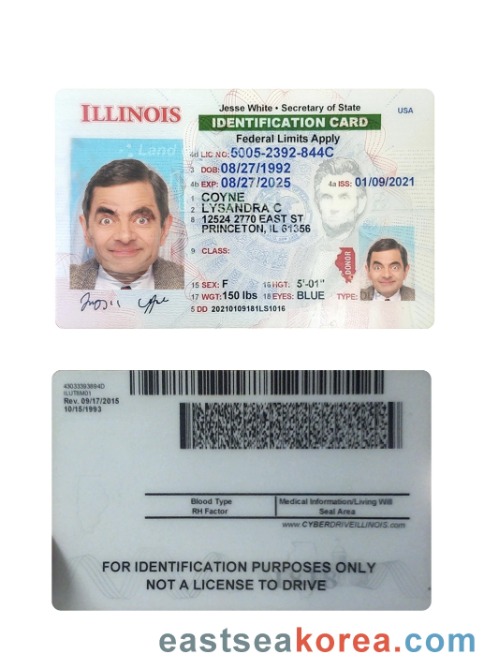 ILLINOIS
Jesse White • Secretary of State
USA
IDENTIFICATION CARD
Federal Limits Apply
4d LIC NO: 5005-2392-844C
3 DOB: 08/27/1992
4b EXP: 08/27/2025
4a ISS: 01/09/2021
1 COYNE
2 LYSANDRA C
8 12524 2770 EAST ST
PRINCETON, IL 61356
9 CLASS:
DONOR
15 SEX: F
16 HGT: 5'-01"
17 WGT: 150 lbs
18 EYES: BLUE
TYPE:
5 DD 20210109181LS1016
Land
Rev. 09/17/2015
10/15/1993
Blood Type
RH Factor
Medical Information/Living Will
Seal Area
www.CYBERDRIVEILLINOIS.com
FOR IDENTIFICATION PURPOSES ONLY
NOT A LICENSE TO DRIVE
eastseakorea.com